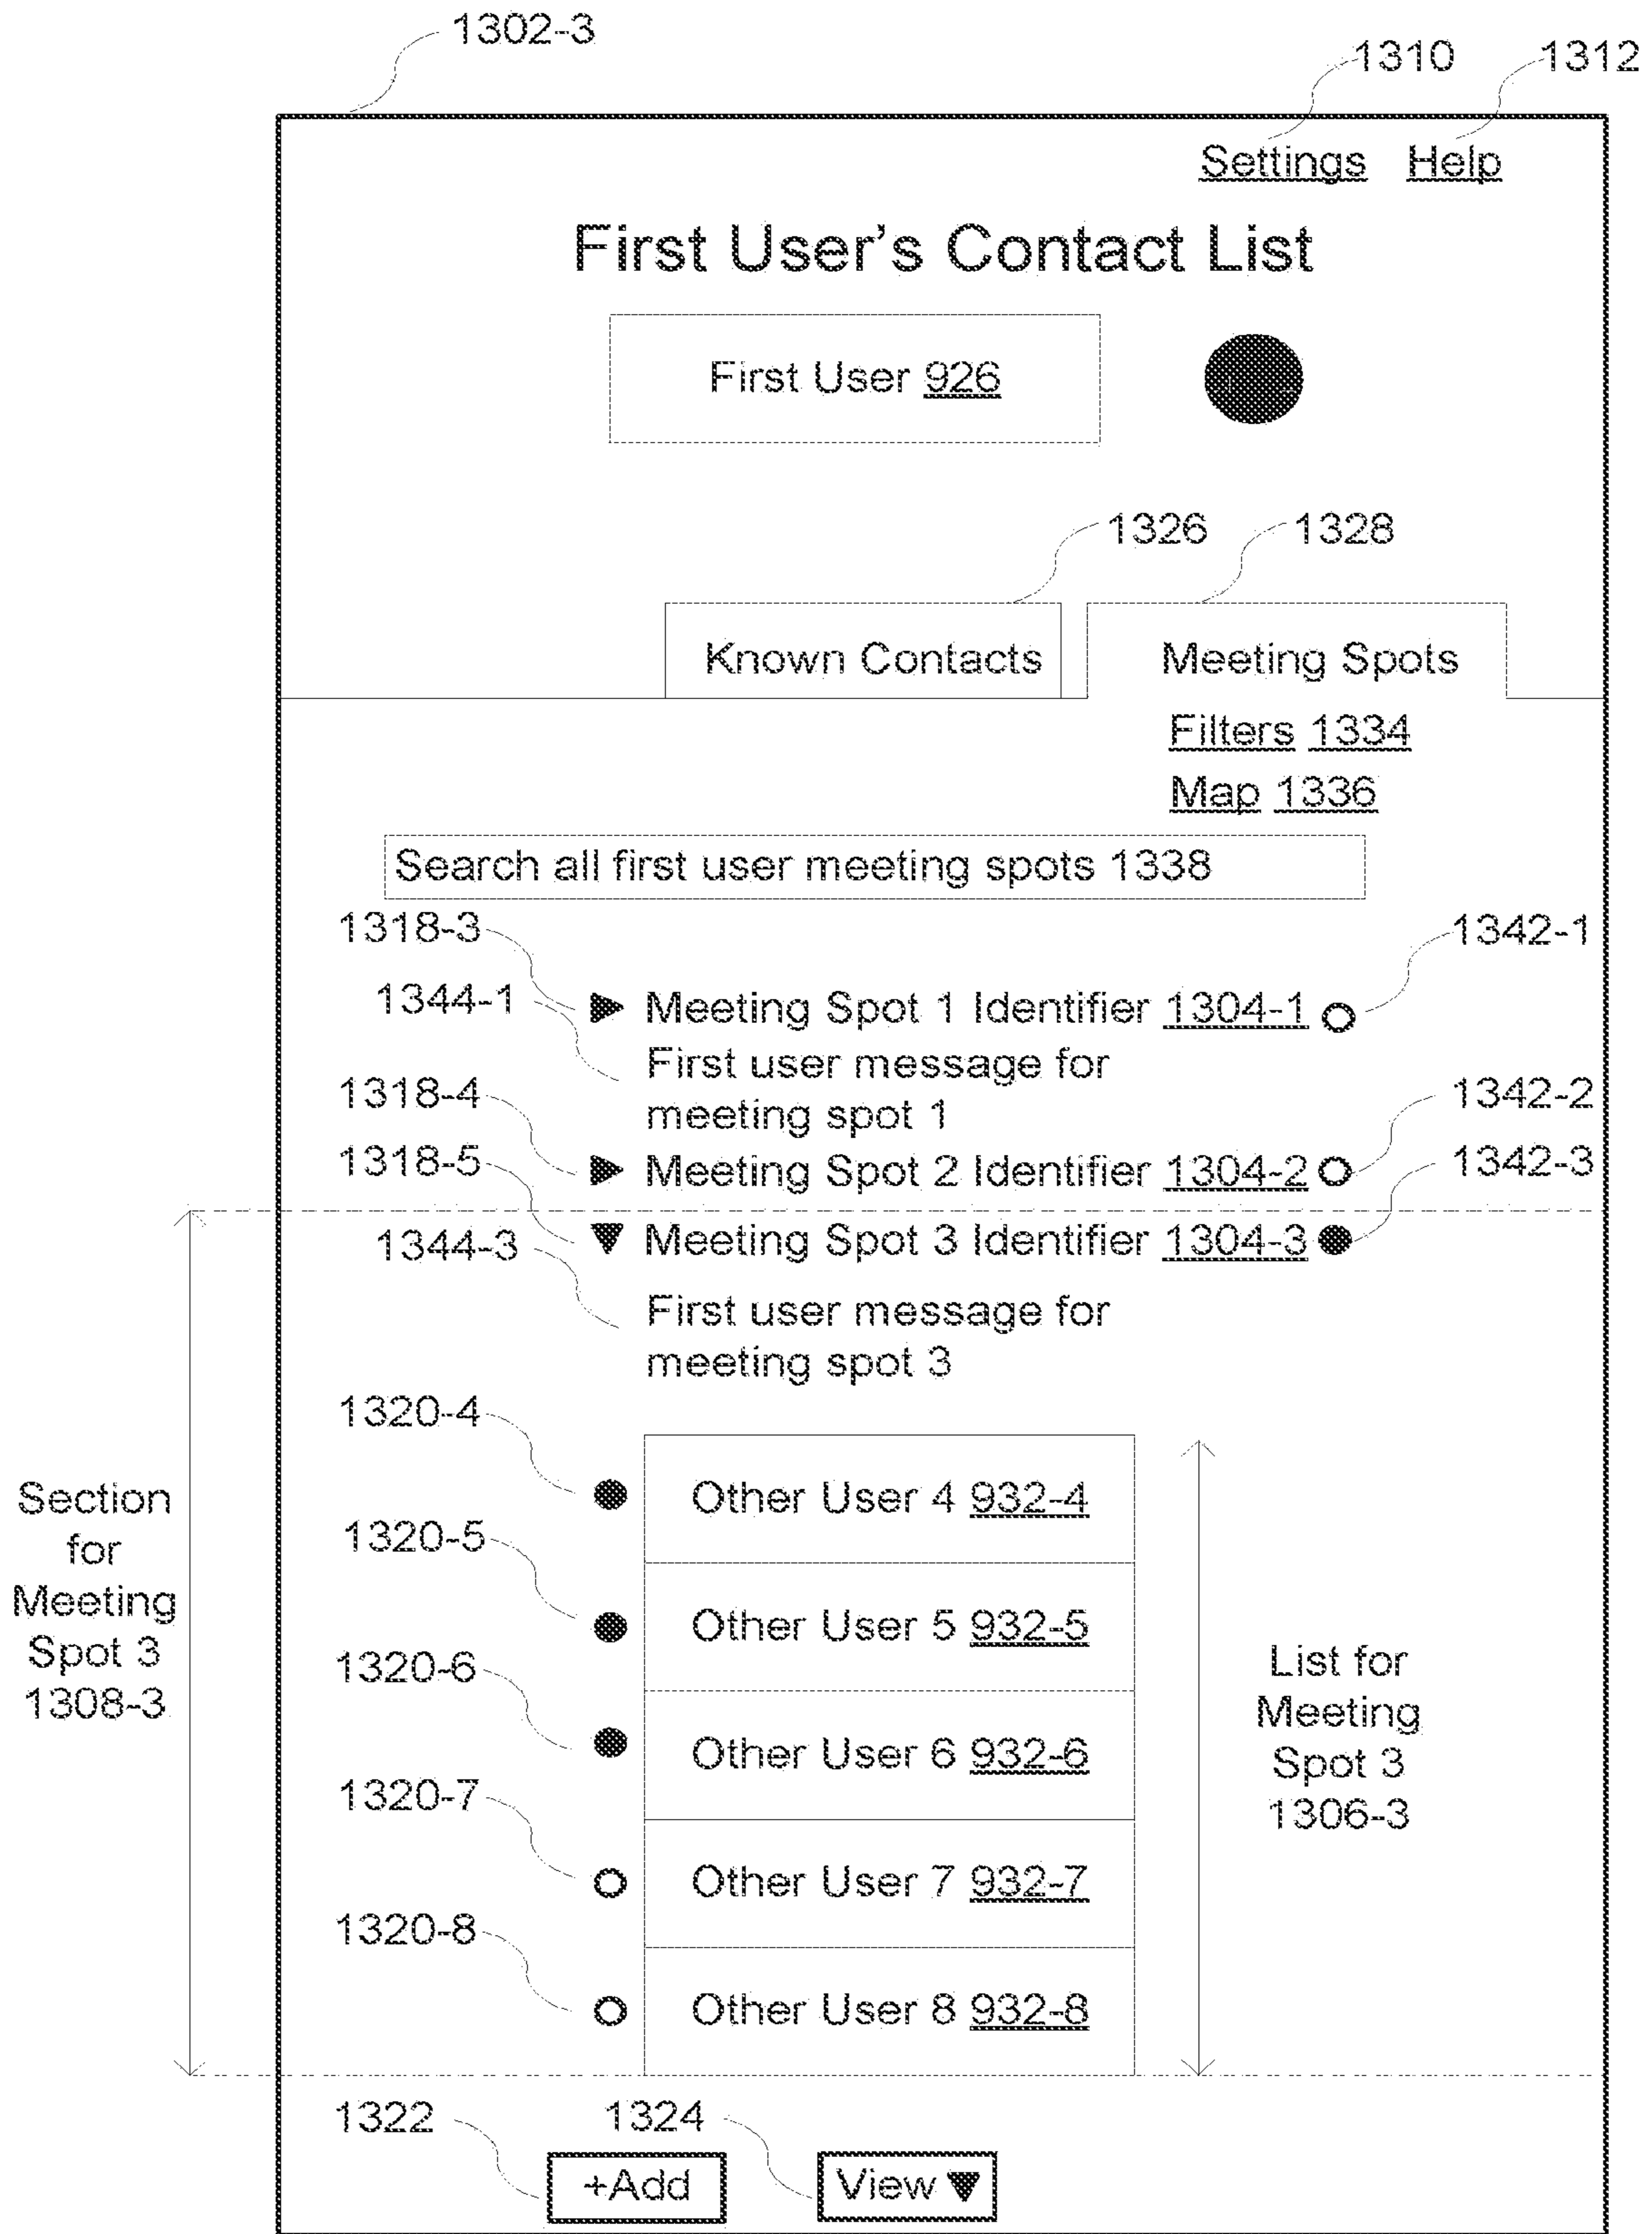 1302-3
1310
1312
Settings Help
First User's Contact List
First User 926
1326
1328
Known Contacts
Meeting Spots
Filters 1334
Map 1336
Search all first user meeting spots 1338
1318-3
1342-1
1344-1
Meeting Spot 1 Identifier 1304-1
First user message for
meeting spot 1
1318-4
1342-2
1318-5
Meeting Spot 2 Identifier 1304-2
1342-3
1344-3
Meeting Spot 3 Identifier 1304-3
First user message for
meeting spot 3
1320-4
Other User 4 932-4
1320-5
Other User 5 932-5
1320-6
Other User 6 932-6
1320-7
Other User 7 932-7
1320-8
Other User 8 932-8
Section
for
Meeting
Spot 3
1308-3
List for
Meeting
Spot 3
1306-3
1322
1324
+Add
View ▼